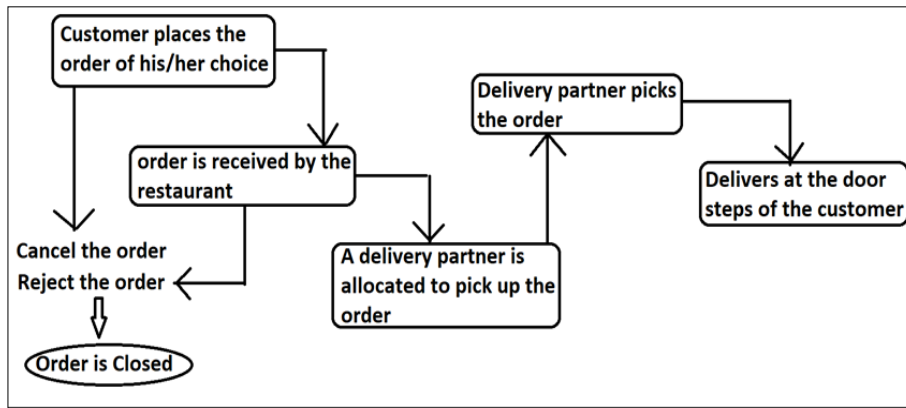 Customer places the
order of his/her choice
order is received by the
restaurant
Cancel the order
Reject the order
Order is Closed
A delivery partner is
allocated to pick up the
order
Delivery partner picks
the order
Delivers at the door
steps of the customer